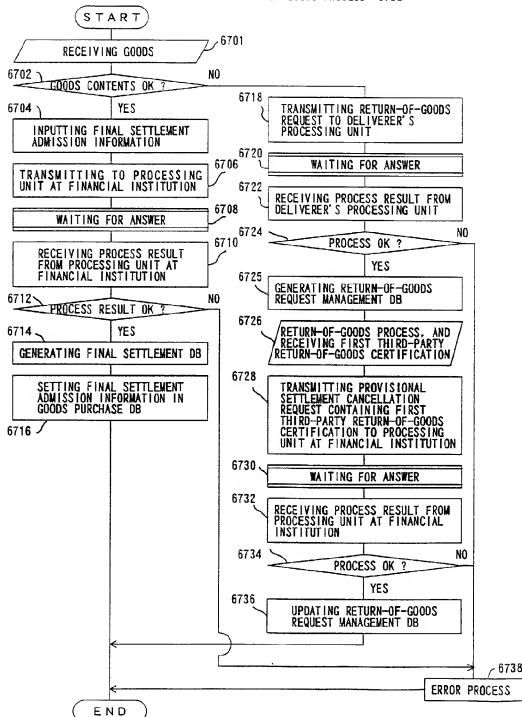 START
RECEIVING GOODS
6701
6702
GOODS CONTENTS OK ?
NO
YES
6704
INPUTTING FINAL SETTLEMENT
ADMISSION INFORMATION
TRANSMITTING TO PROCESSING
UNIT AT FINANCIAL INSTITUTION
6706
WAITING FOR ANSWER
6708
RECEIVING PROCESS RESULT
FROM PROCESSING UNIT AT
FINANCIAL INSTITUTION
6710
6712
PROCESS RESULT OK ?
NO
YES
6714
GENERATING FINAL SETTLEMENT DB
SETTING FINAL SETTLEMENT
ADMISSION INFORMATION IN
GOODS PURCHASE DB
6716
6718
TRANSMITTING RETURN-OF-GOODS
REQUEST TO DELIVERER'S
PROCESSING UNIT
6720
WAITING FOR ANSWER
6722
RECEIVING PROCESS RESULT FROM
DELIVERER'S PROCESSING UNIT
6724
PROCESS OK ?
NO
YES
6725
GENERATING RETURN-OF-GOODS
REQUEST MANAGEMENT DB
6726
RETURN-OF-GOODS PROCESS, AND
RECEIVING FIRST THIRD-PARTY
RETURN-OF-GOODS CERTIFICATION
6728
TRANSMITTING PROVISIONAL
SETTLEMENT CANCELLATION
REQUEST CONTAINING FIRST
THIRD-PARTY RETURN-OF-GOODS
CERTIFICATION TO PROCESSING
UNIT AT FINANCIAL INSTITUTION
6730
WAITING FOR ANSWER
6732
RECEIVING PROCESS RESULT FROM
PROCESSING UNIT AT FINANCIAL
INSTITUTION
6734
PROCESS OK ?
NO
YES
6736
UPDATING RETURN-OF-GOODS
REQUEST MANAGEMENT DB
6738
ERROR PROCESS
END